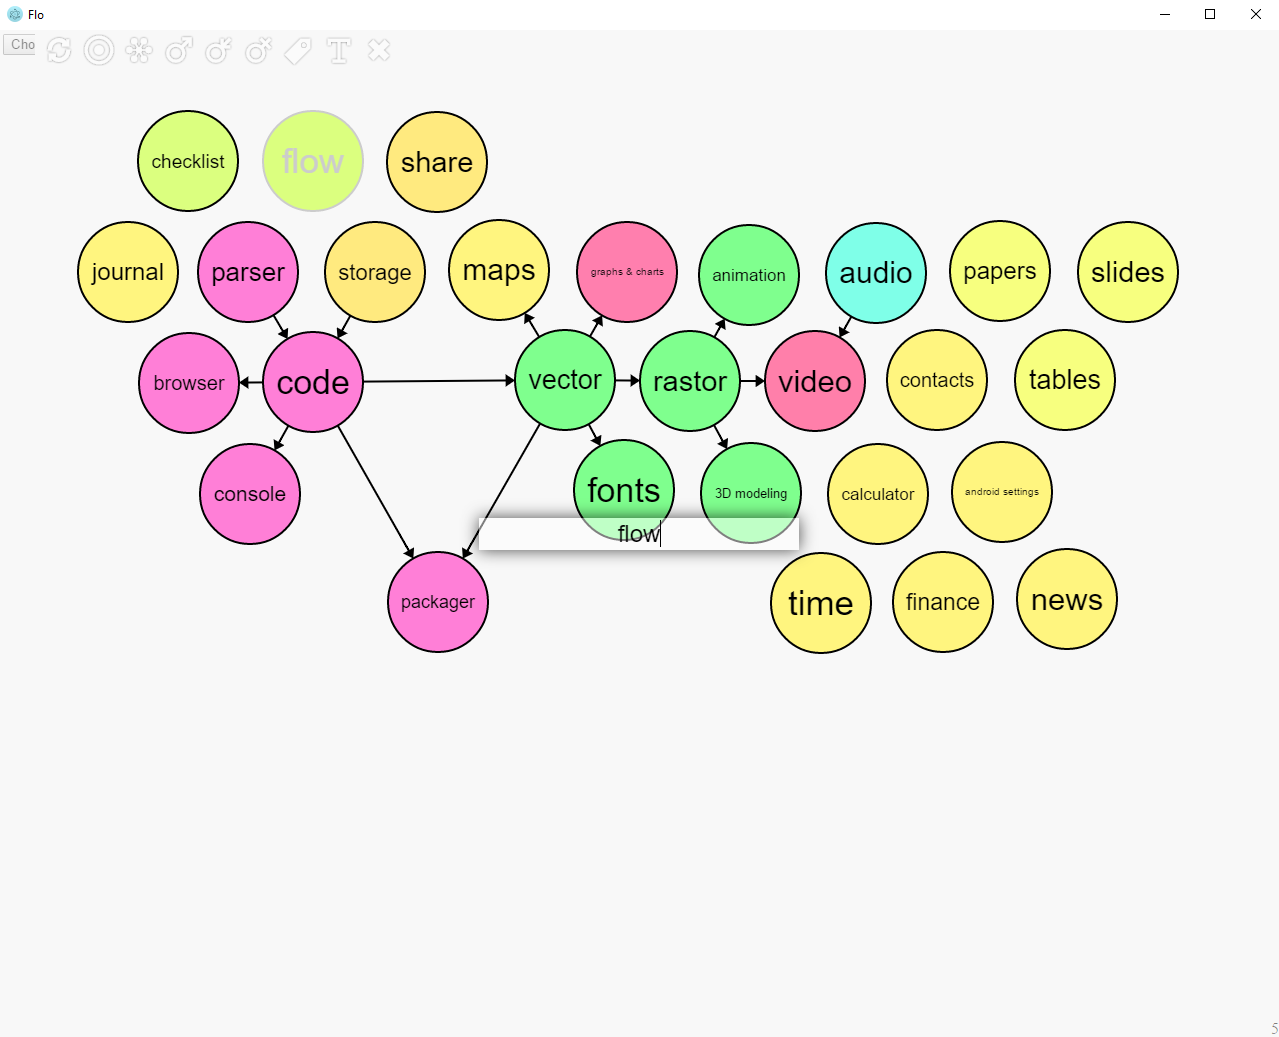 Flo
Cho
checklist
flow
share
journal
parser
storage
maps
graphs & charts
animation
audio
papers
slides
browser
code
vector
rastor
video
contacts
tables
console
fonts
3D modeling
calculator
android settings
flow
packager
time
finance
news
5